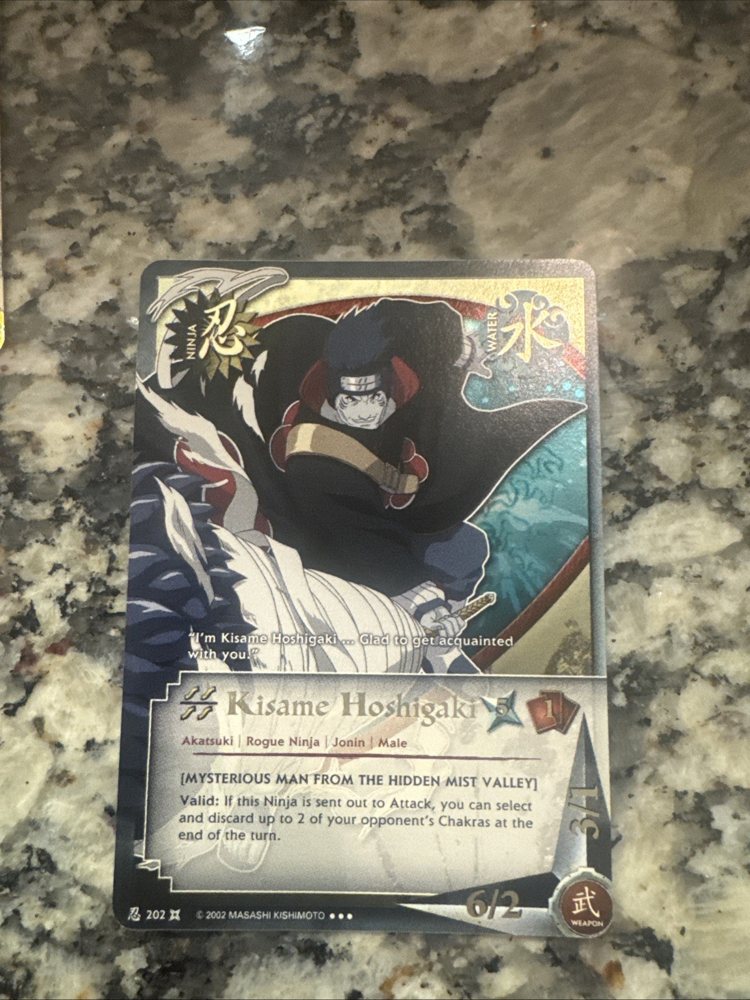 NINJA 忍
WATER 水
"I'm Kisame Hoshigaki ... Glad to get acquainted
with you."
Kisame Hoshigaki 5 1
Akatsuki | Rogue Ninja | Jonin | Male
[MYSTERIOUS MAN FROM THE HIDDEN MIST VALLEY]
Valid: If this Ninja is sent out to Attack, you can select
and discard up to 2 of your opponent's Chakras at the
end of the turn.
3/1
6/2
武
WEAPON
忍 202 © 2002 MASASHI KISHIMOTO